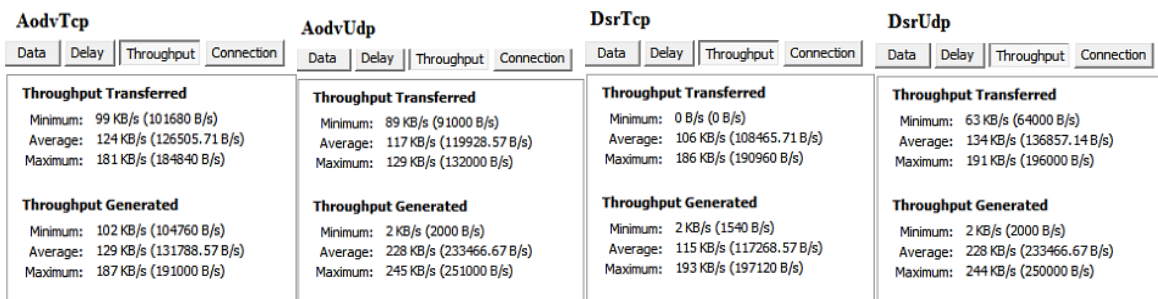 AodvTcp
Data Delay Throughput Connection
Throughput Transferred
Minimum: 99 KB/s (101680 B/s)
Average: 124 KB/s (126505.71 B/s)
Maximum: 181 KB/s (184840 B/s)
Throughput Generated
Minimum: 102 KB/s (104760 B/s)
Average: 129 KB/s (131788.57 B/s)
Maximum: 187 KB/s (191000 B/s)
AodvUdp
Data Delay Throughput Connection
Throughput Transferred
Minimum: 89 KB/s (91000 B/s)
Average: 117 KB/s (119928.57 B/s)
Maximum: 129 KB/s (132000 B/s)
Throughput Generated
Minimum: 2 KB/s (2000 B/s)
Average: 228 KB/s (233466.67 B/s)
Maximum: 245 KB/s (251000 B/s)
DsrTcp
Data Delay Throughput Connection
Throughput Transferred
Minimum: 0 B/s (0 B/s)
Average: 106 KB/s (108465.71 B/s)
Maximum: 186 KB/s (190960 B/s)
Throughput Generated
Minimum: 2 KB/s (1540 B/s)
Average: 115 KB/s (117268.57 B/s)
Maximum: 193 KB/s (197120 B/s)
DsrUdp
Data Delay Throughput Connection
Throughput Transferred
Minimum: 63 KB/s (64000 B/s)
Average: 134 KB/s (136857.14 B/s)
Maximum: 191 KB/s (196000 B/s)
Throughput Generated
Minimum: 2 KB/s (2000 B/s)
Average: 228 KB/s (233466.67 B/s)
Maximum: 244 KB/s (250000 B/s)